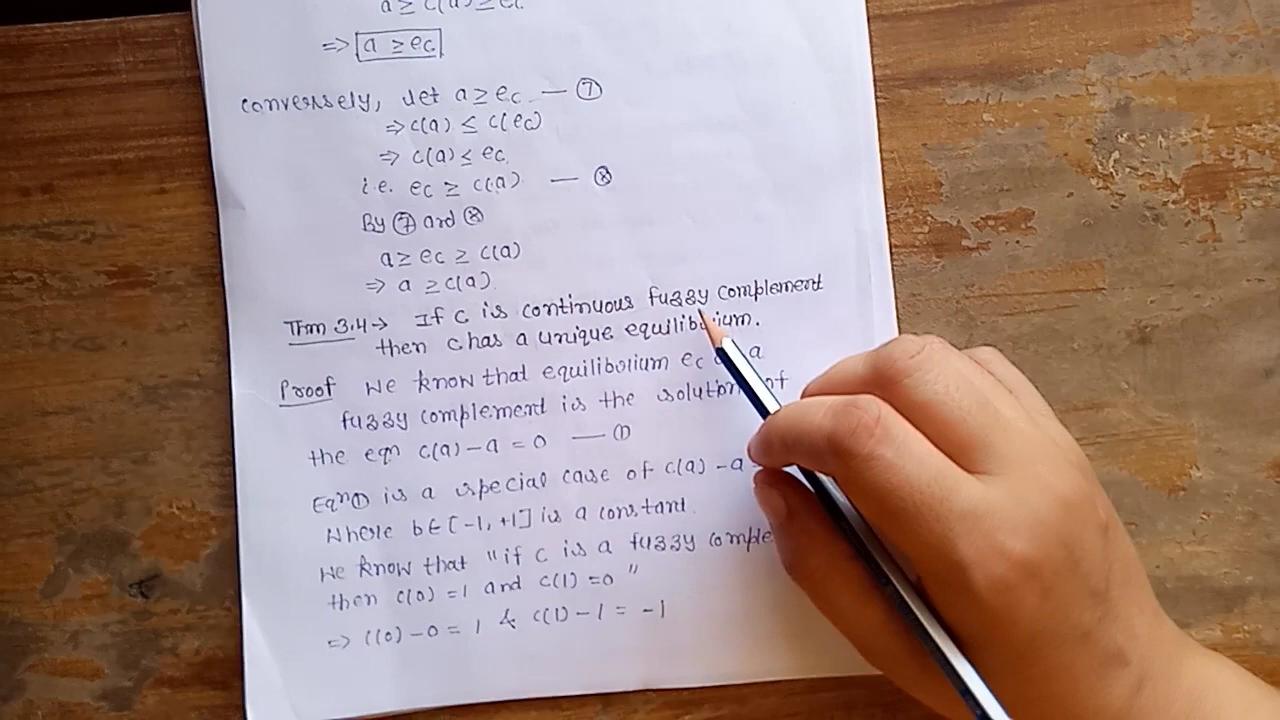 a ≥ c(a) ≥ ec
⇒ a ≥ ec
conversely, let a ≥ ec — ⑦
⇒ c(a) ≤ c(ec)
⇒ c(a) ≤ ec
i.e. ec ≥ c(a) — ⑧
By ⑦ and ⑧
a ≥ ec ≥ c(a)
⇒ a ≥ c(a)
Thm 3.4 → If c is continuous fuzzy complement
then c has a unique equilibrium.
Proof We know that equilibrium ec a
fuzzy complement is the solution of
the eqn c(a) - a = 0 — ①
Eqn① is a special case of c(a) - a
Where b ∈ [-1, +1] is a constant.
We know that "if c is a fuzzy comple
then c(0) = 1 and c(1) = 0"
⇒ c(0) - 0 = 1 & c(1) - 1 = -1